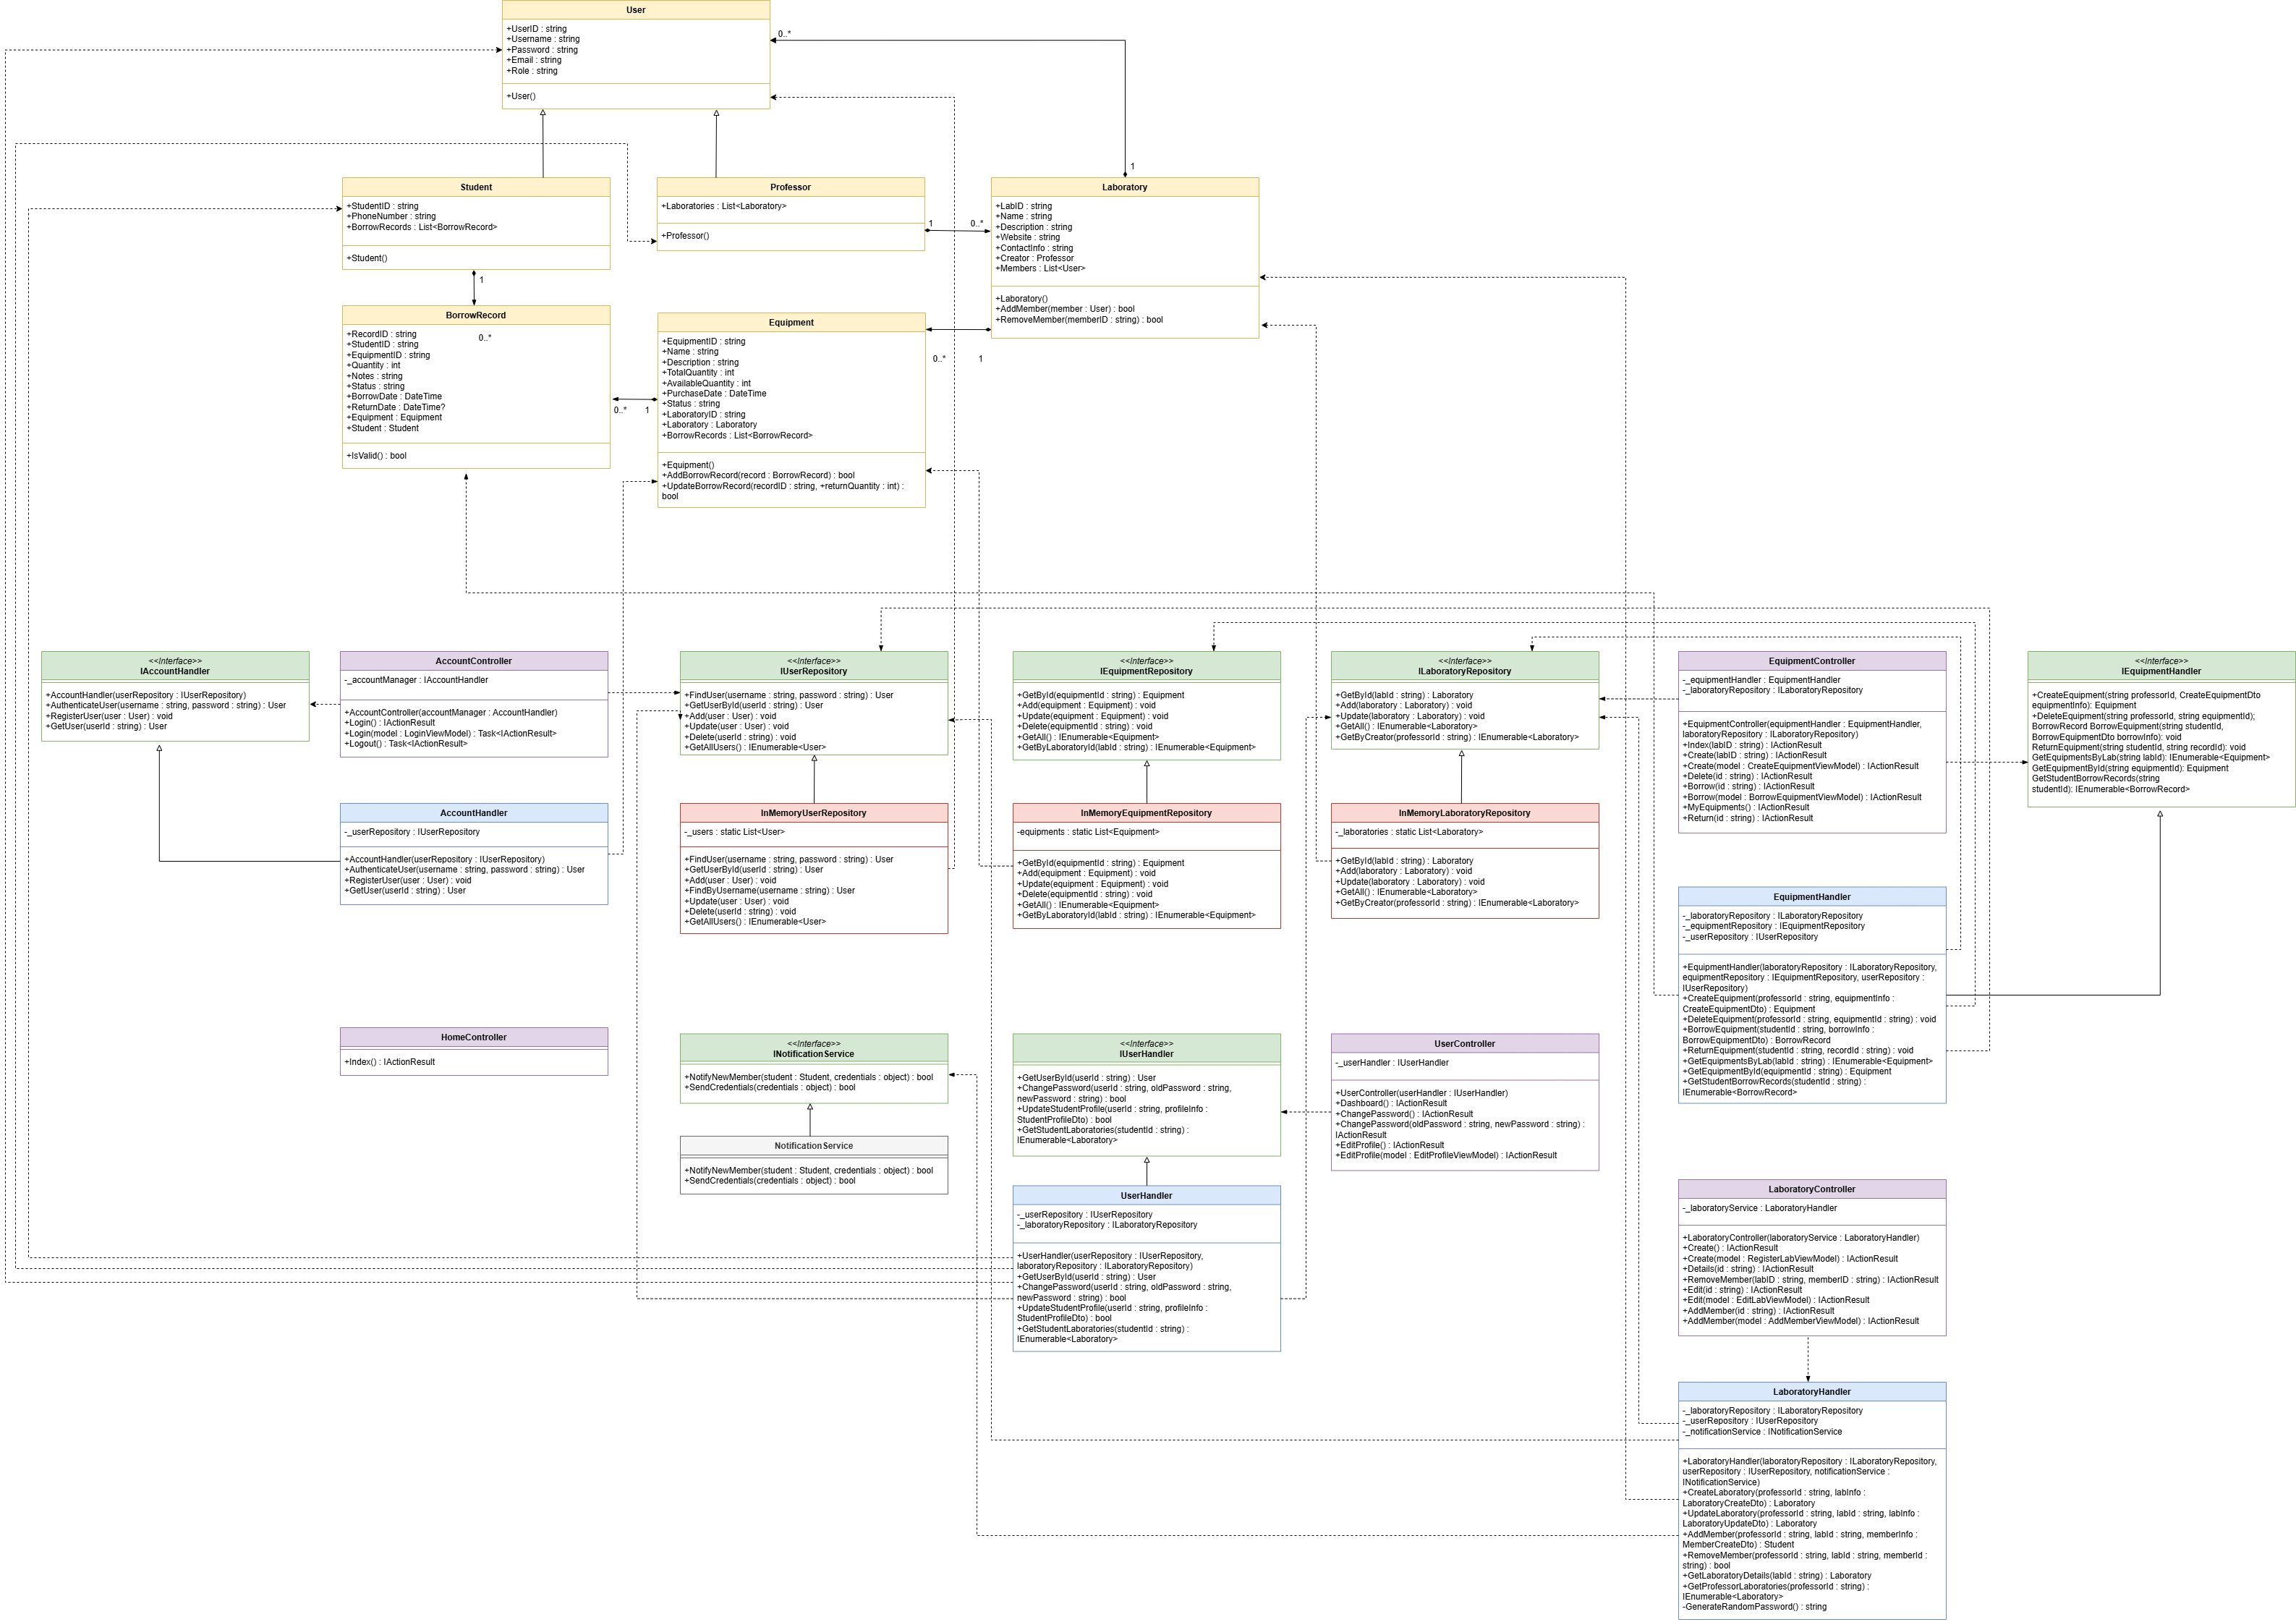 User
+UserID : string
+Username : string
+Password : string
+Email : string
+Role : string
+User()
0..*
1
Student
+StudentID : string
+PhoneNumber : string
+BorrowRecords : List<BorrowRecord>
+Student()
1
Professor
+Laboratories : List<Laboratory>
+Professor()
1
0..*
Laboratory
+LabID : string
+Name : string
+Description : string
+Website : string
+ContactInfo : string
+Creator : Professor
+Members : List<User>
+Laboratory()
+AddMember(member : User) : bool
+RemoveMember(memberID : string) : bool
BorrowRecord
+RecordID : string
0..*
+StudentID : string
+EquipmentID : string
+Quantity : int
+Notes : string
+Status : string
+BorrowDate : DateTime
+ReturnDate : DateTime?
+Equipment : Equipment
+Student : Student
+IsValid() : bool
0..*
1
Equipment
+EquipmentID : string
+Name : string
+Description : string
+TotalQuantity : int
+AvailableQuantity : int
+PurchaseDate : DateTime
+Status : string
+LaboratoryID : string
+Laboratory : Laboratory
+BorrowRecords : List<BorrowRecord>
+Equipment()
+AddBorrowRecord(record : BorrowRecord) : bool
+UpdateBorrowRecord(recordID : string, +returnQuantity : int) :
bool
0..*
1
<<Interface>>
IAccountHandler
+AccountHandler(userRepository : IUserRepository)
+AuthenticateUser(username : string, password : string) : User
+RegisterUser(user : User) : void
+GetUser(userId : string) : User
AccountController
-_accountManager : IAccountHandler
+AccountController(accountManager : AccountHandler)
+Login() : IActionResult
+Login(model : LoginViewModel) : Task<IActionResult>
+Logout() : Task<IActionResult>
<<Interface>>
IUserRepository
+FindUser(username : string, password : string) : User
+GetUserById(userId : string) : User
+Add(user : User) : void
+Update(user : User) : void
+Delete(userId : string) : void
+GetAllUsers() : IEnumerable<User>
<<Interface>>
IEquipmentRepository
+GetById(equipmentId : string) : Equipment
+Add(equipment : Equipment) : void
+Update(equipment : Equipment) : void
+Delete(equipmentId : string) : void
+GetAll() : IEnumerable<Equipment>
+GetByLaboratoryId(labId : string) : IEnumerable<Equipment>
<<Interface>>
ILaboratoryRepository
+GetById(labId : string) : Laboratory
+Add(laboratory : Laboratory) : void
+Update(laboratory : Laboratory) : void
+GetAll() : IEnumerable<Laboratory>
+GetByCreator(professorId : string) : IEnumerable<Laboratory>
EquipmentController
-_equipmentHandler : EquipmentHandler
-_laboratoryRepository : ILaboratoryRepository
+EquipmentController(equipmentHandler : EquipmentHandler,
laboratoryRepository : ILaboratoryRepository)
+Index(labID : string) : IActionResult
+Create(labID : string) : IActionResult
+Create(model : CreateEquipmentViewModel) : IActionResult
+Delete(id : string) : IActionResult
+Borrow(id : string) : IActionResult
+Borrow(model : BorrowEquipmentViewModel) : IActionResult
+MyEquipments() : IActionResult
+Return(id : string) : IActionResult
<<Interface>>
IEquipmentHandler
+CreateEquipment(string professorId, CreateEquipmentDto
equipmentInfo): Equipment
+DeleteEquipment(string professorId, string equipmentId);
BorrowRecord BorrowEquipment(string studentId,
BorrowEquipmentDto borrowInfo): void
ReturnEquipment(string studentId, string recordId): void
GetEquipmentsByLab(string labId): IEnumerable<Equipment>
GetEquipmentById(string equipmentId): Equipment
GetStudentBorrowRecords(string
studentId): IEnumerable<BorrowRecord>
AccountHandler
-_userRepository : IUserRepository
+AccountHandler(userRepository : IUserRepository)
+AuthenticateUser(username : string, password : string) : User
+RegisterUser(user : User) : void
+GetUser(userId : string) : User
InMemoryUserRepository
-_users : static List<User>
+FindUser(username : string, password : string) : User
+GetUserById(userId : string) : User
+Add(user : User) : void
+FindByUsername(username : string) : User
+Update(user : User) : void
+Delete(userId : string) : void
+GetAllUsers() : IEnumerable<User>
InMemoryEquipmentRepository
-equipments : static List<Equipment>
+GetById(equipmentId : string) : Equipment
+Add(equipment : Equipment) : void
+Update(equipment : Equipment) : void
+Delete(equipmentId : string) : void
+GetAll() : IEnumerable<Equipment>
+GetByLaboratoryId(labId : string) : IEnumerable<Equipment>
InMemoryLaboratoryRepository
-_laboratories : static List<Laboratory>
+GetById(labId : string) : Laboratory
+Add(laboratory : Laboratory) : void
+Update(laboratory : Laboratory) : void
+GetAll() : IEnumerable<Laboratory>
+GetByCreator(professorId : string) : IEnumerable<Laboratory>
EquipmentHandler
-_laboratoryRepository : ILaboratoryRepository
-_equipmentRepository : IEquipmentRepository
-_userRepository : IUserRepository
+EquipmentHandler(laboratoryRepository : ILaboratoryRepository,
equipmentRepository : IEquipmentRepository, userRepository :
IUserRepository)
+CreateEquipment(professorId : string, equipmentInfo :
CreateEquipmentDto) : Equipment
+DeleteEquipment(professorId : string, equipmentId : string) : void
+BorrowEquipment(studentId : string, borrowInfo :
BorrowEquipmentDto) : BorrowRecord
+ReturnEquipment(studentId : string, recordId : string) : void
+GetEquipmentsByLab(labId : string) : IEnumerable<Equipment>
+GetEquipmentById(equipmentId : string) : Equipment
+GetStudentBorrowRecords(studentId : string) :
IEnumerable<BorrowRecord>
HomeController
+Index() : IActionResult
<<Interface>>
INotificationService
+NotifyNewMember(student : Student, credentials : object) : bool
+SendCredentials(credentials : object) : bool
NotificationService
+NotifyNewMember(student : Student, credentials : object) : bool
+SendCredentials(credentials : object) : bool
<<Interface>>
IUserHandler
+GetUserById(userId : string) : User
+ChangePassword(userId : string, oldPassword : string,
newPassword : string) : bool
+UpdateStudentProfile(userId : string, profileInfo :
StudentProfileDto) : bool
+GetStudentLaboratories(studentId : string) :
IEnumerable<Laboratory>
UserController
-_userHandler : IUserHandler
+UserController(userHandler : IUserHandler)
+Dashboard() : IActionResult
+ChangePassword() : IActionResult
+ChangePassword(oldPassword : string, newPassword : string) :
IActionResult
+EditProfile() : IActionResult
+EditProfile(model : EditProfileViewModel) : IActionResult
UserHandler
-_userRepository : IUserRepository
-_laboratoryRepository : ILaboratoryRepository
+UserHandler(userRepository : IUserRepository,
laboratoryRepository : ILaboratoryRepository)
+GetUserById(userId : string) : User
+ChangePassword(userId : string, oldPassword : string,
newPassword : string) : bool
+UpdateStudentProfile(userId : string, profileInfo :
StudentProfileDto) : bool
+GetStudentLaboratories(studentId : string) :
IEnumerable<Laboratory>
LaboratoryController
-_laboratoryService : LaboratoryHandler
+LaboratoryController(laboratoryService : LaboratoryHandler)
+Create() : IActionResult
+Create(model : RegisterLabViewModel) : IActionResult
+Details(id : string) : IActionResult
+RemoveMember(labID : string, memberID : string) : IActionResult
+Edit(id : string) : IActionResult
+Edit(model : EditLabViewModel) : IActionResult
+AddMember(id : string) : IActionResult
+AddMember(model : AddMemberViewModel) : IActionResult
LaboratoryHandler
-_laboratoryRepository : ILaboratoryRepository
-_userRepository : IUserRepository
-_notificationService : INotificationService
+LaboratoryHandler(laboratoryRepository : ILaboratoryRepository,
userRepository : IUserRepository, notificationService :
INotificationService)
+CreateLaboratory(professorId : string, labInfo :
LaboratoryCreateDto) : Laboratory
+UpdateLaboratory(professorId : string, labId : string, labInfo :
LaboratoryUpdateDto) : Laboratory
+AddMember(professorId : string, labId : string, memberInfo :
MemberCreateDto) : Student
+RemoveMember(professorId : string, labId : string, memberId :
string) : bool
+GetLaboratoryDetails(labId : string) : Laboratory
+GetProfessorLaboratories(professorId : string) :
IEnumerable<Laboratory>
-GenerateRandomPassword() : string